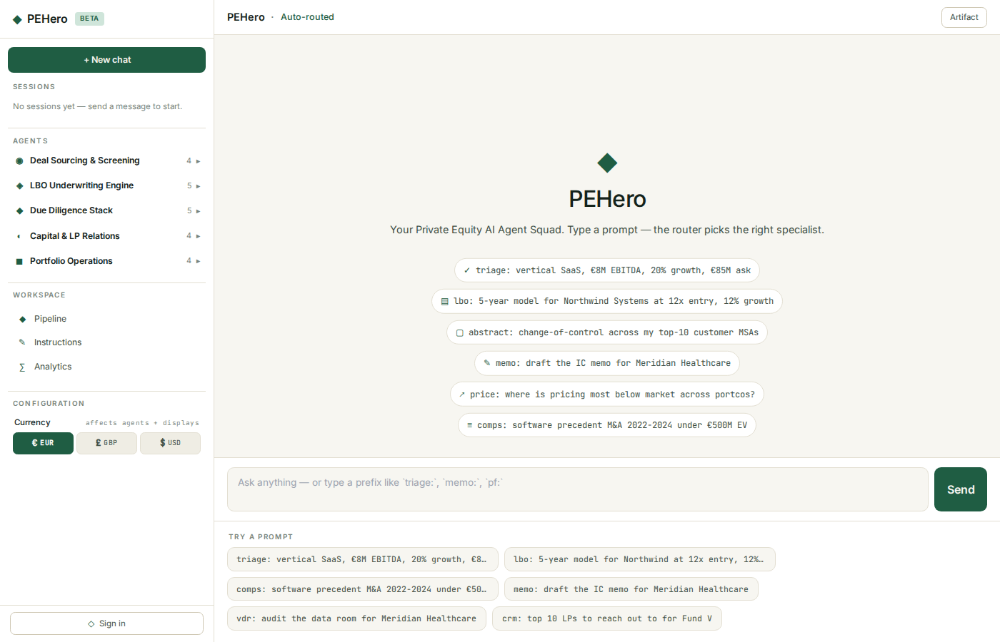 ◆ PEHero BETA
+ New chat
SESSIONS
No sessions yet — send a message to start.
AGENTS
◉ Deal Sourcing & Screening 4 ▸
◈ LBO Underwriting Engine 5 ▸
◆ Due Diligence Stack 5 ▸
◖ Capital & LP Relations 4 ▸
◼ Portfolio Operations 4 ▸
WORKSPACE
◆ Pipeline
✎ Instructions
∑ Analytics
CONFIGURATION
Currency affects agents + displays
€ EUR £ GBP $ USD
◇ Sign in
PEHero · Auto-routed
Artifact
◆
PEHero
Your Private Equity AI Agent Squad. Type a prompt — the router picks the right specialist.
✓ triage: vertical SaaS, €8M EBITDA, 20% growth, €85M ask
▤ lbo: 5-year model for Northwind Systems at 12x entry, 12% growth
▢ abstract: change-of-control across my top-10 customer MSAs
✎ memo: draft the IC memo for Meridian Healthcare
↗ price: where is pricing most below market across portcos?
≡ comps: software precedent M&A 2022-2024 under €500M EV
Ask anything — or type a prefix like `triage:`, `memo:`, `pf:`
Send
TRY A PROMPT
triage: vertical SaaS, €8M EBITDA, 20% growth, €8…
lbo: 5-year model for Northwind at 12x entry, 12%…
comps: software precedent M&A 2022-2024 under €50…
memo: draft the IC memo for Meridian Healthcare
vdr: audit the data room for Meridian Healthcare
crm: top 10 LPs to reach out to for Fund V